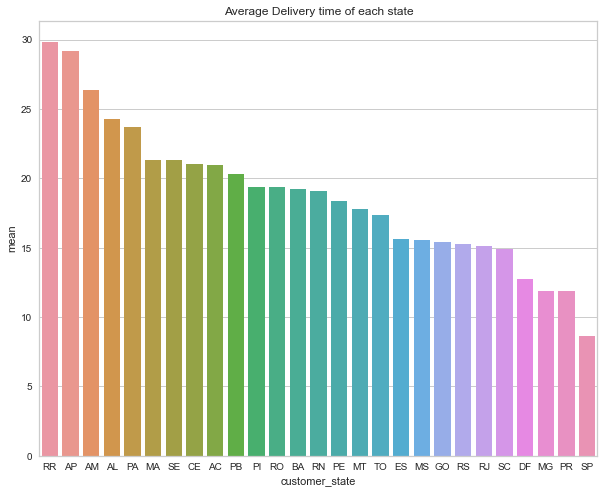 Average Delivery time of each state
30
25
20
15
10
5
0
mean
RR AP AM AL PA MA SE CE AC PB PI RO BA RN PE MT TO ES MS GO RS RJ SC DF MG PR SP
customer_state